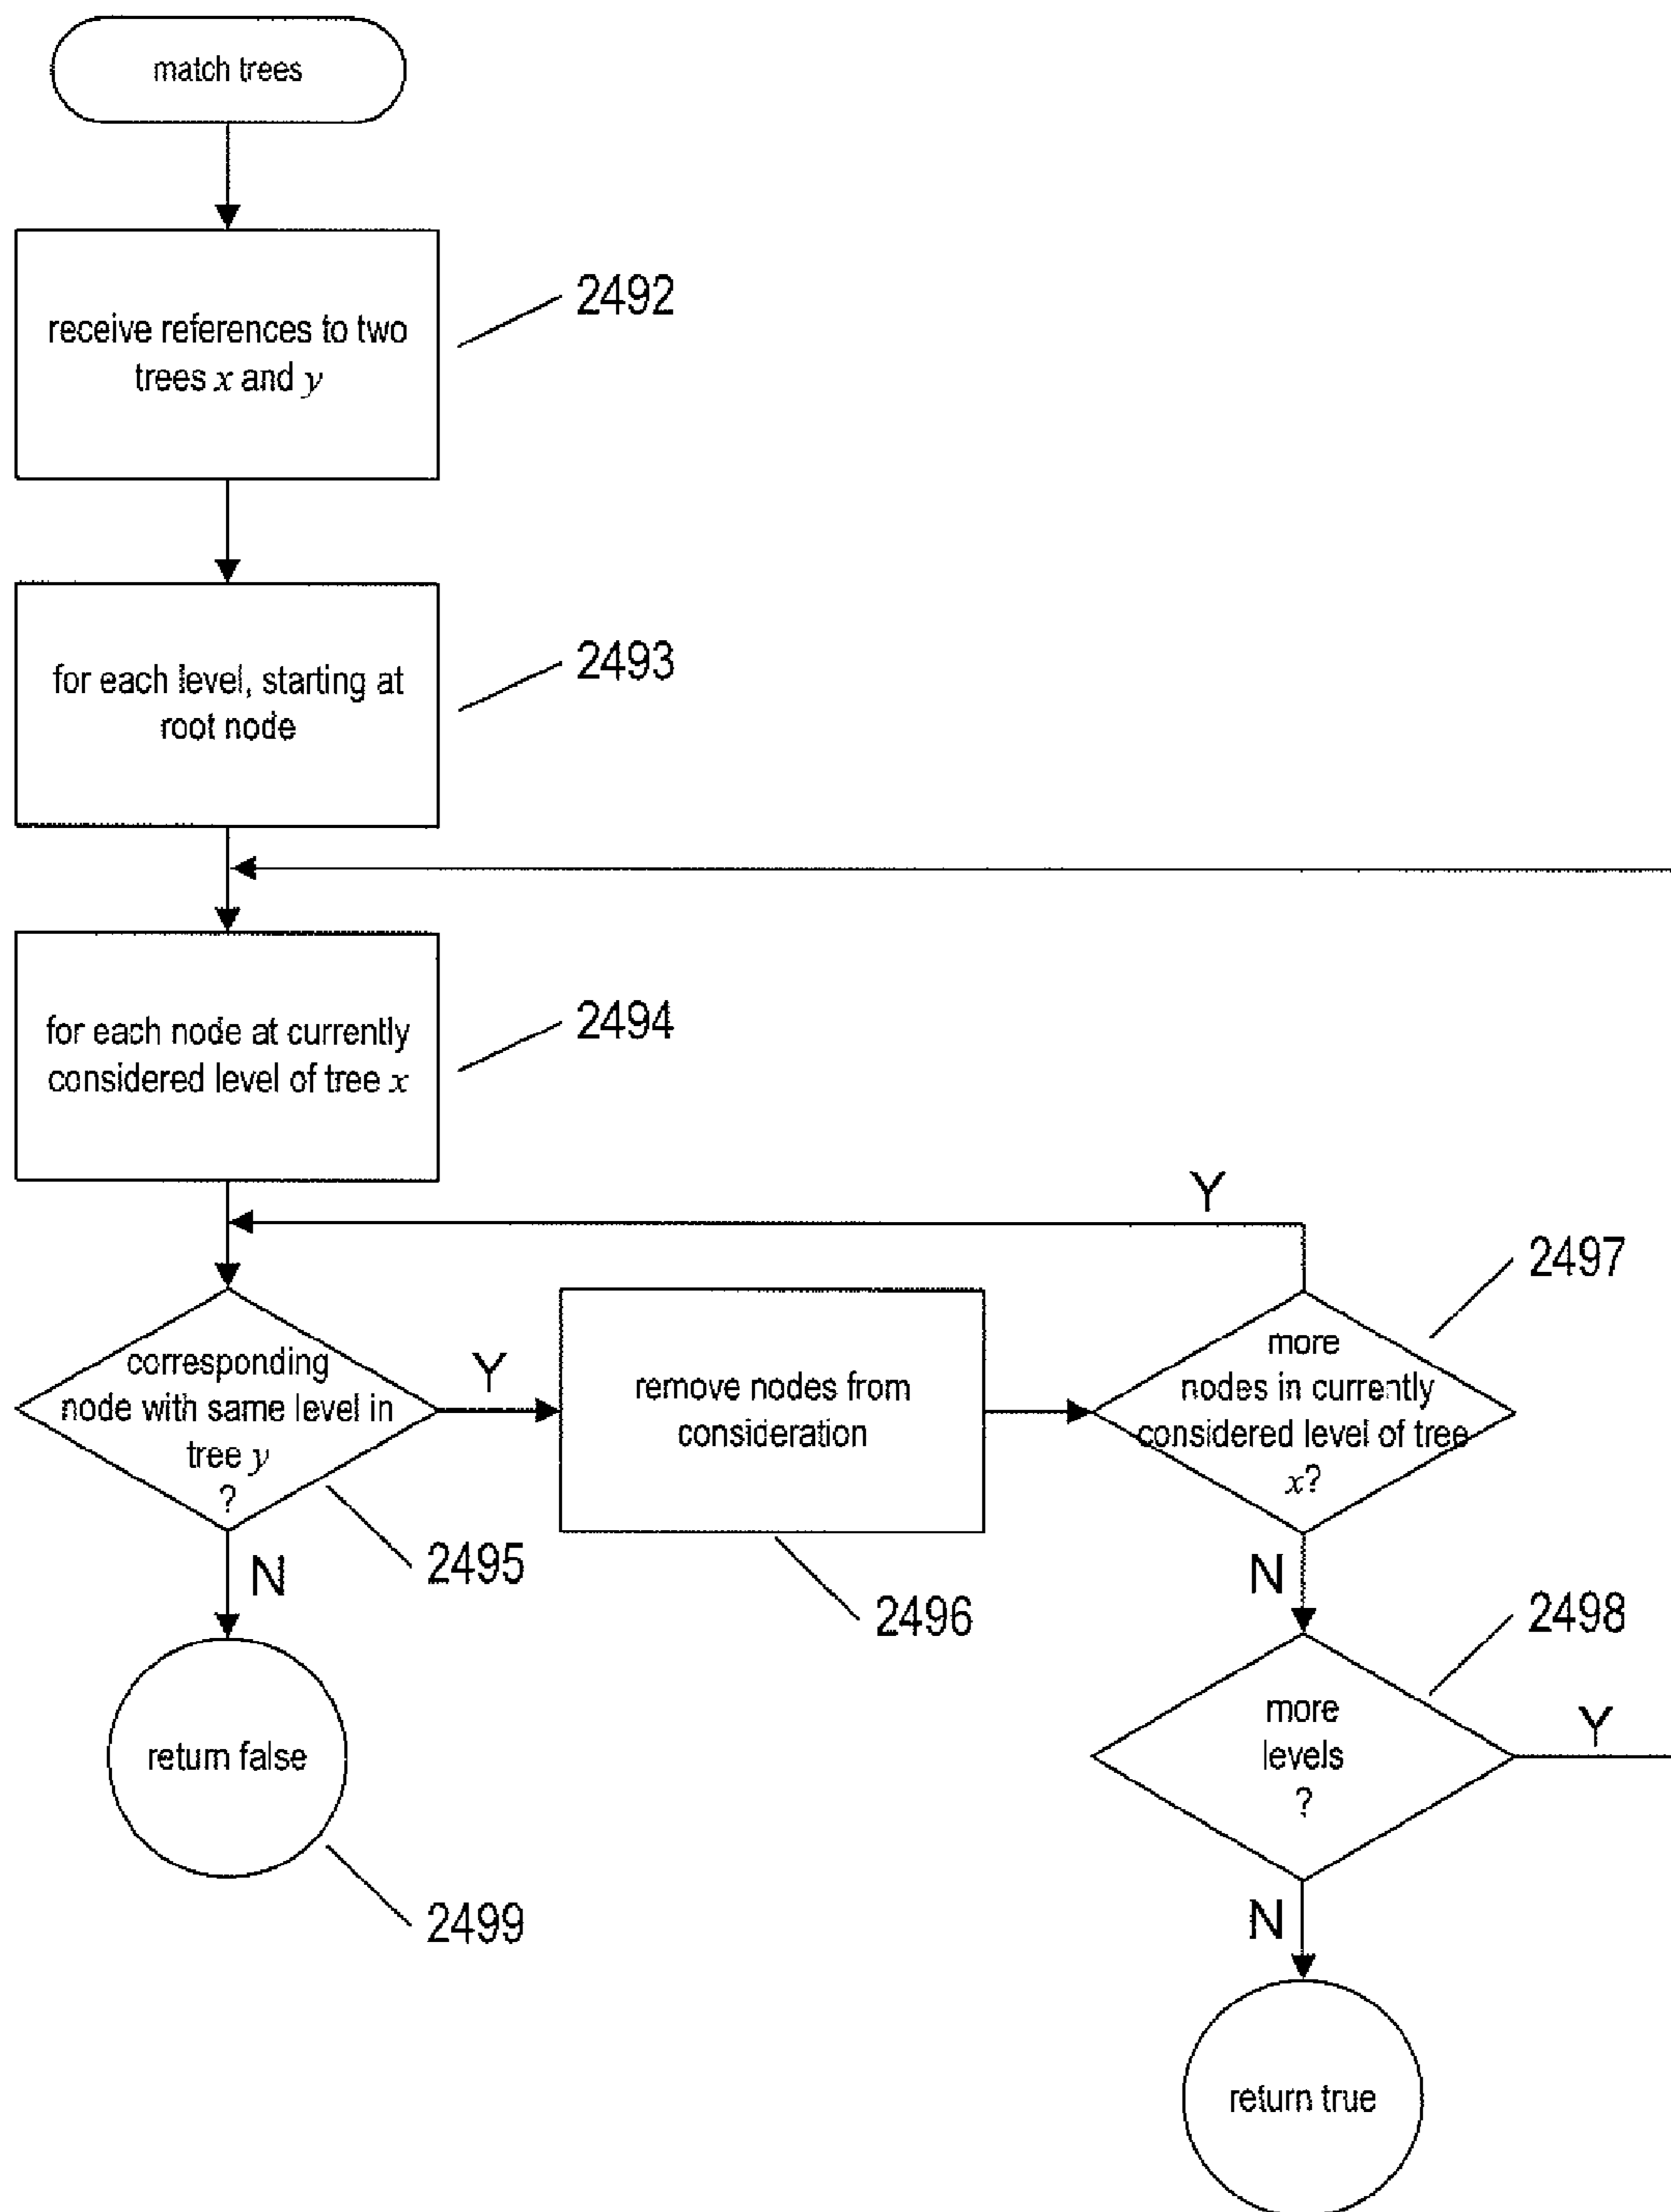 match trees
receive references to two
trees x and y
2492
for each level, starting at
root node
2493
for each node at currently
considered level of tree x
2494
Y
corresponding
node with same level in
tree y
?
2495
Y
remove nodes from
consideration
2496
more
nodes in currently
considered level of tree
x?
2497
N
N
return false
2499
more
levels
?
2498
Y
N
return true